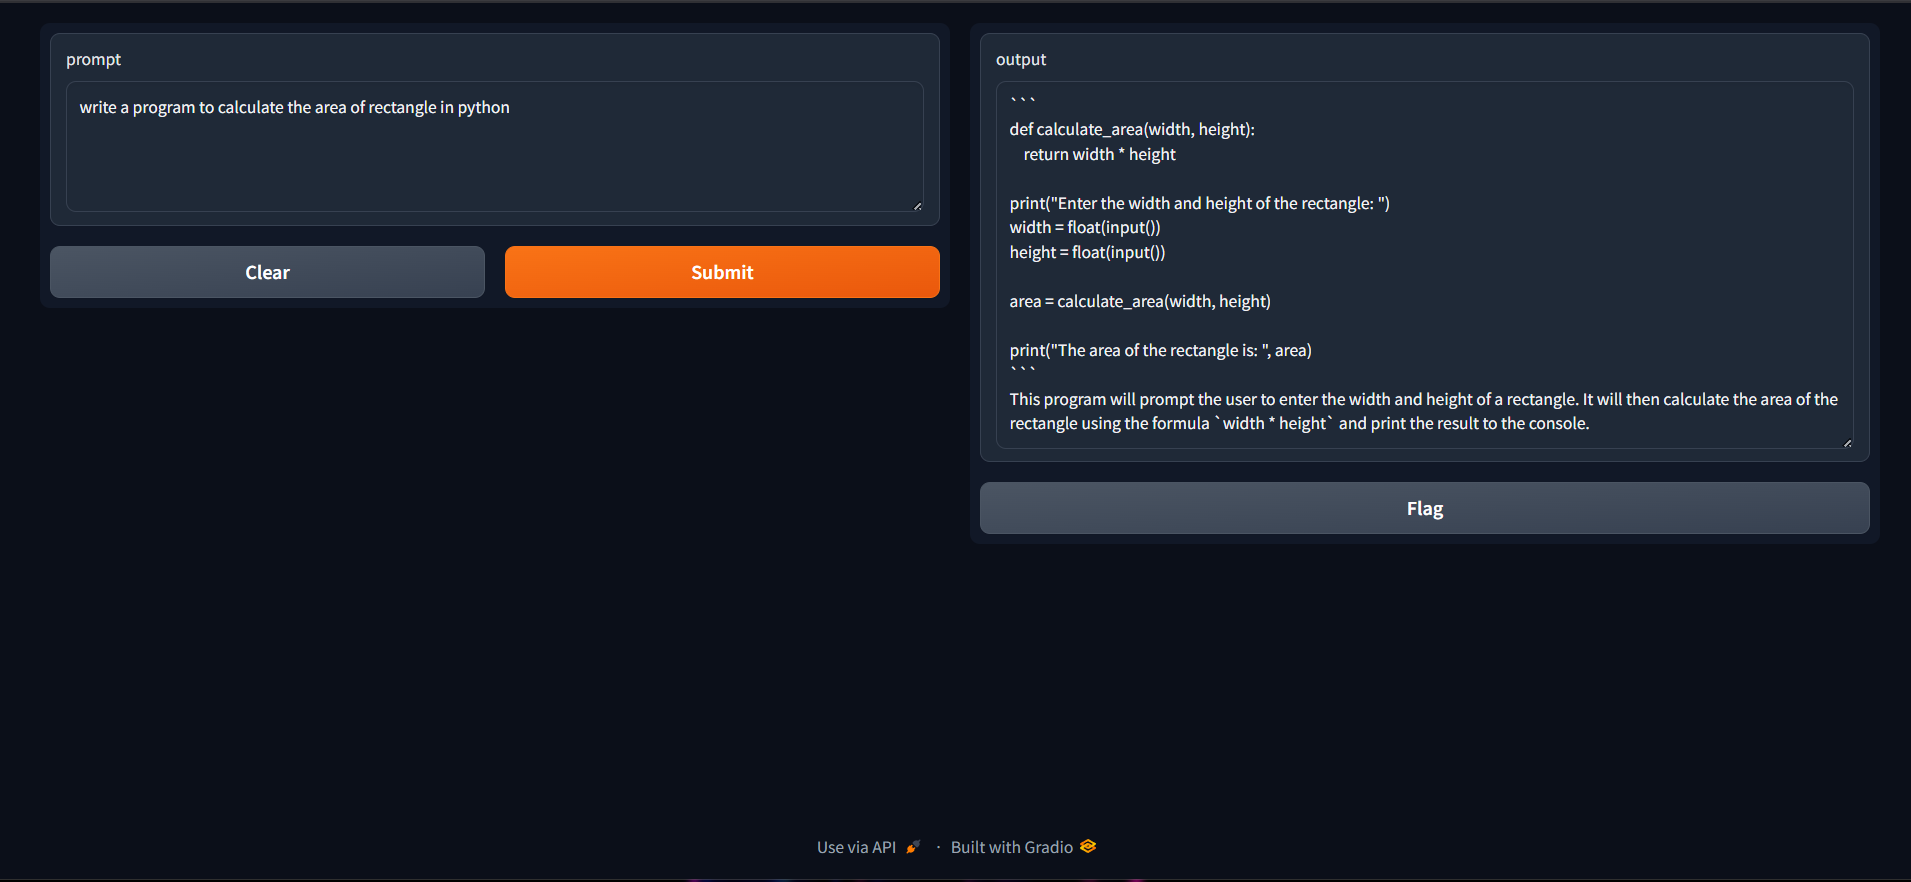 prompt
write a program to calculate the area of rectangle in python
Clear
Submit
output
```
def calculate_area(width, height):
    return width * height

print("Enter the width and height of the rectangle: ")
width = float(input())
height = float(input())

area = calculate_area(width, height)

print("The area of the rectangle is: ", area)
```
This program will prompt the user to enter the width and height of a rectangle. It will then calculate the area of the
rectangle using the formula `width * height` and print the result to the console.
Flag
Use via API · Built with Gradio